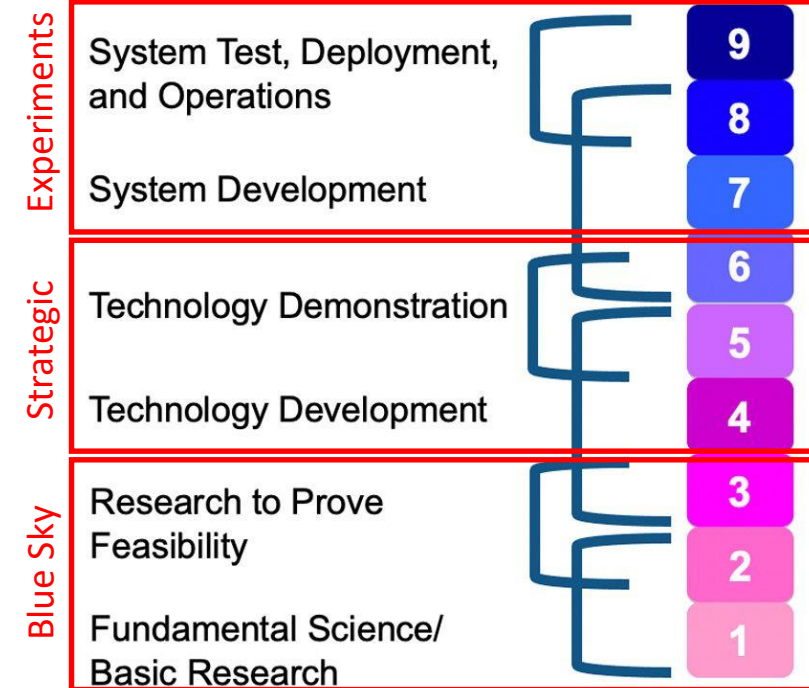 Experiments
System Test, Deployment,
and Operations
System Development
9
8
7
Strategic
Technology Demonstration
Technology Development
6
5
4
Blue Sky
Research to Prove
Feasibility
Fundamental Science/
Basic Research
3
2
1